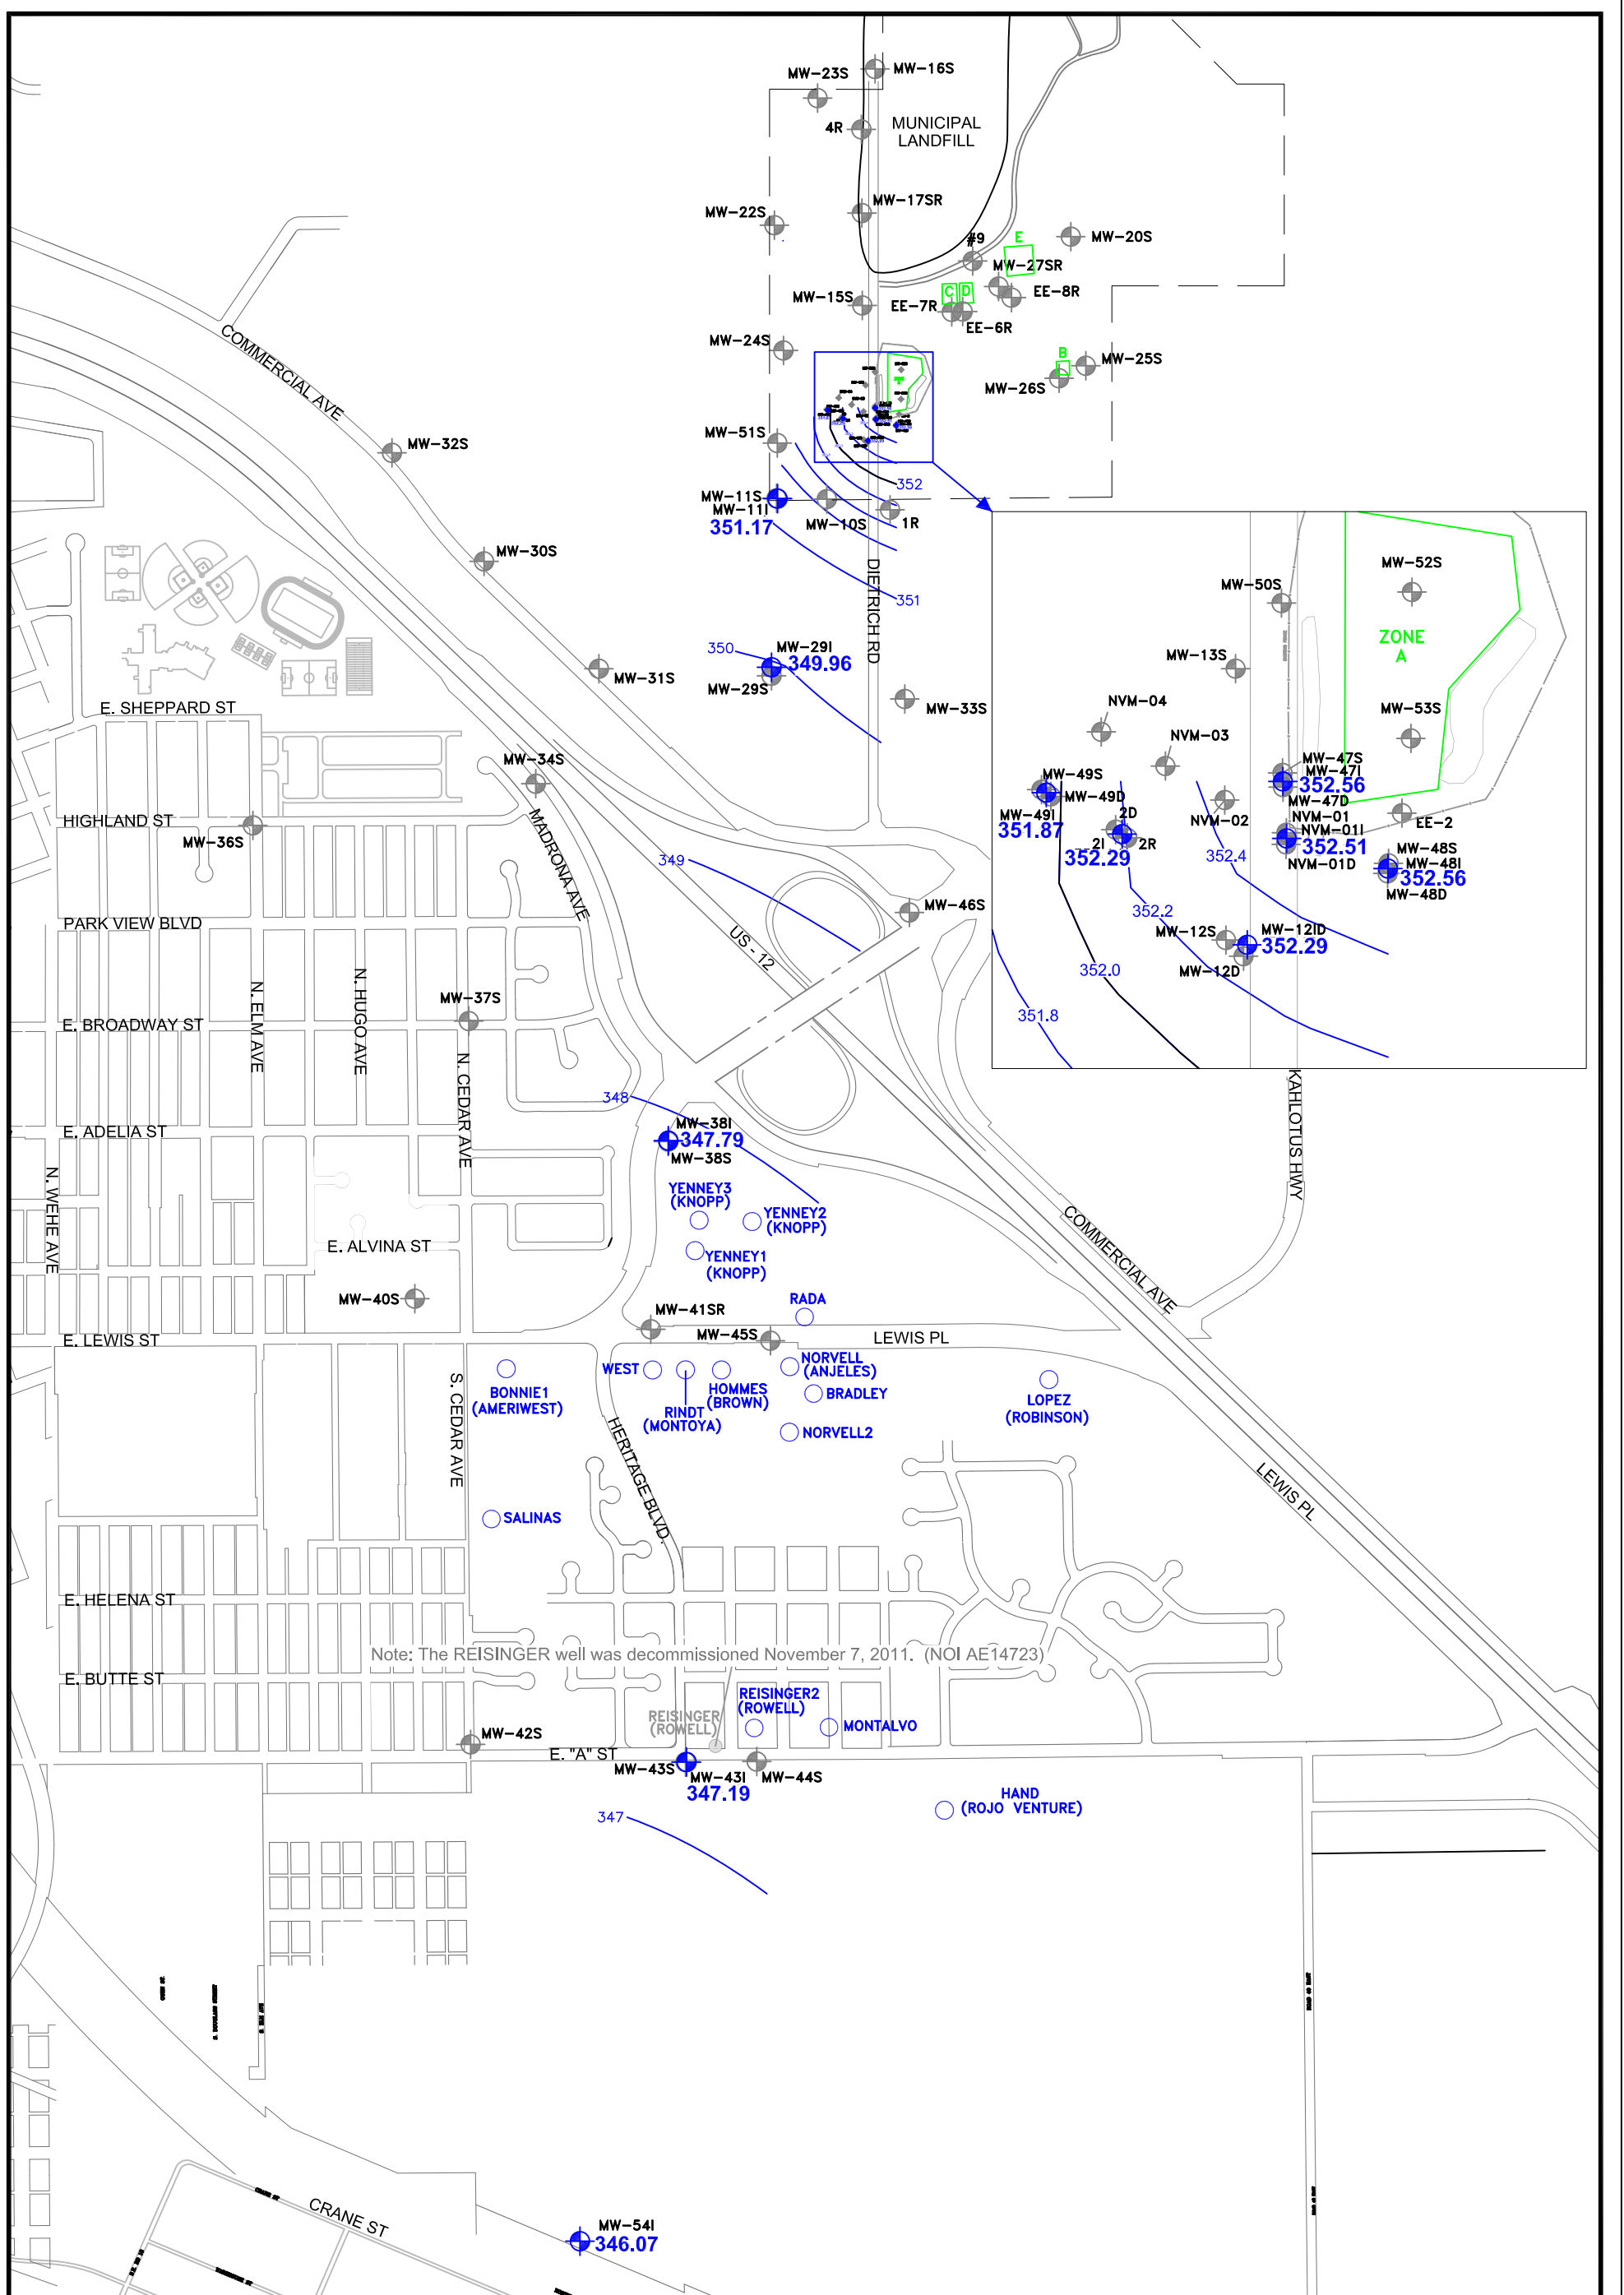 MW-23S
MW-16S
4R
MUNICIPAL
LANDFILL
MW-17SR
MW-22S
#9
E
MW-20S
MW-27SR
MW-15S
EE-7R
C
D
EE-8R
EE-6R
MW-24S
B
MW-25S
MW-26S
COMMERCIAL AVE
MW-32S
MW-51S
352
MW-11S
MW-11I
351.17
MW-10S
1R
MW-30S
DIETRICH RD
351
350
MW-29I
349.96
MW-29S
MW-31S
MW-33S
MW-52S
MW-50S
ZONE
A
MW-13S
NVM-04
MW-53S
NVM-03
MW-47S
MW-47I
352.56
MW-49S
MW-49D
MW-47D
MW-49I
351.87
2D
NVM-02
NVM-01
NVM-01I
352.51
EE-2
2I
2R
352.29
352.4
NVM-01D
MW-48S
MW-48I
352.56
MW-48D
352.2
MW-12S
MW-12ID
352.29
MW-12D
352.0
351.8
E. SHEPPARD ST
MW-34S
HIGHLAND ST
MW-36S
MADRONA AVE
349
PARK VIEW BLVD
MW-46S
US - 12
N. ELM AVE
N. HUGO AVE
MW-37S
E. BROADWAY ST
N. CEDAR AVE
KAHLOTUS HWY
348
E. ADELIA ST
MW-38I
347.79
MW-38S
N. WEHE AVE
YENNEY3
(KNOPP)
YENNEY2
(KNOPP)
COMMERCIAL AVE
E. ALVINA ST
YENNEY1
(KNOPP)
MW-40S
RADA
MW-41SR
MW-45S
LEWIS PL
E. LEWIS ST
WEST
NORVELL
(ANJELES)
S. CEDAR AVE
BONNIE1
(AMERIWEST)
HOMMES
(BROWN)
BRADLEY
LOPEZ
(ROBINSON)
RINDT
(MONTOYA)
NORVELL2
HERITAGE BLVD.
LEWIS PL
SALINAS
E. HELENA ST
Note: The REISINGER well was decommissioned November 7, 2011. (NOI AE14723)
E. BUTTE ST
REISINGER2
(ROWELL)
REISINGER
(ROWELL)
MONTALVO
MW-42S
E. "A" ST
MW-43S
MW-43I
347.19
MW-44S
HAND
(ROJO VENTURE)
347
CRANE ST
MW-54I
346.07